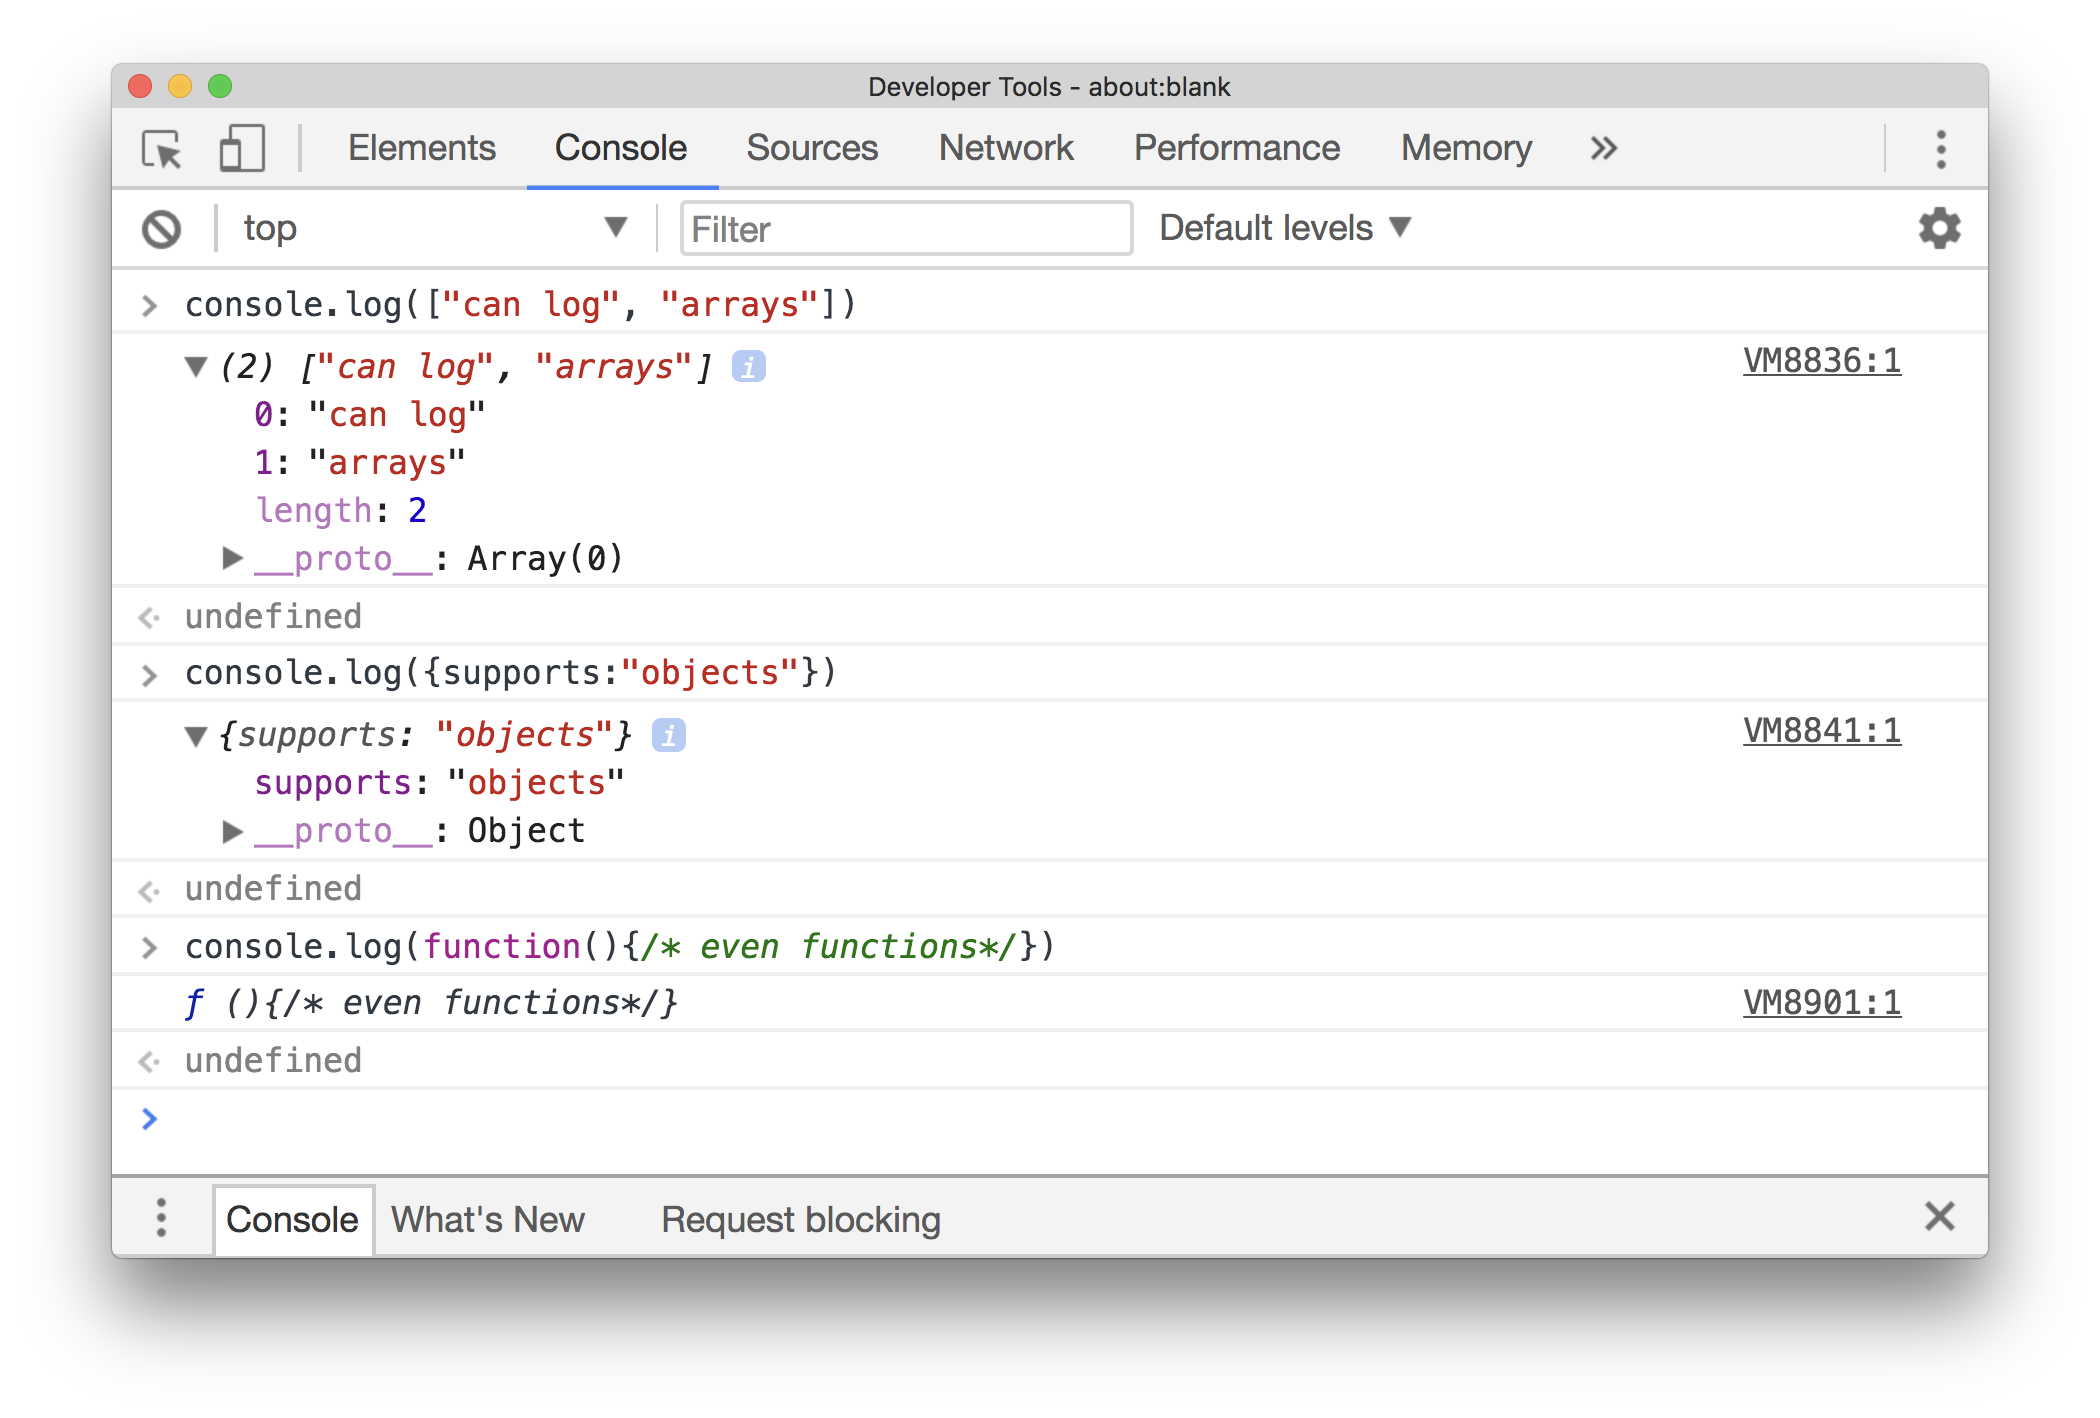 Developer Tools - about:blank
Elements Console Sources Network Performance Memory »
top ▼ Filter Default levels ▼
> console.log(["can log", "arrays"])
▼ (2) ["can log", "arrays"] i VM8836:1
0: "can log"
1: "arrays"
length: 2
▶ __proto__: Array(0)
undefined
> console.log({supports:"objects"})
▼ {supports: "objects"} i VM8841:1
supports: "objects"
▶ __proto__: Object
undefined
> console.log(function(){/* even functions*/})
ƒ (){/* even functions*/} VM8901:1
undefined
>
Console What's New Request blocking